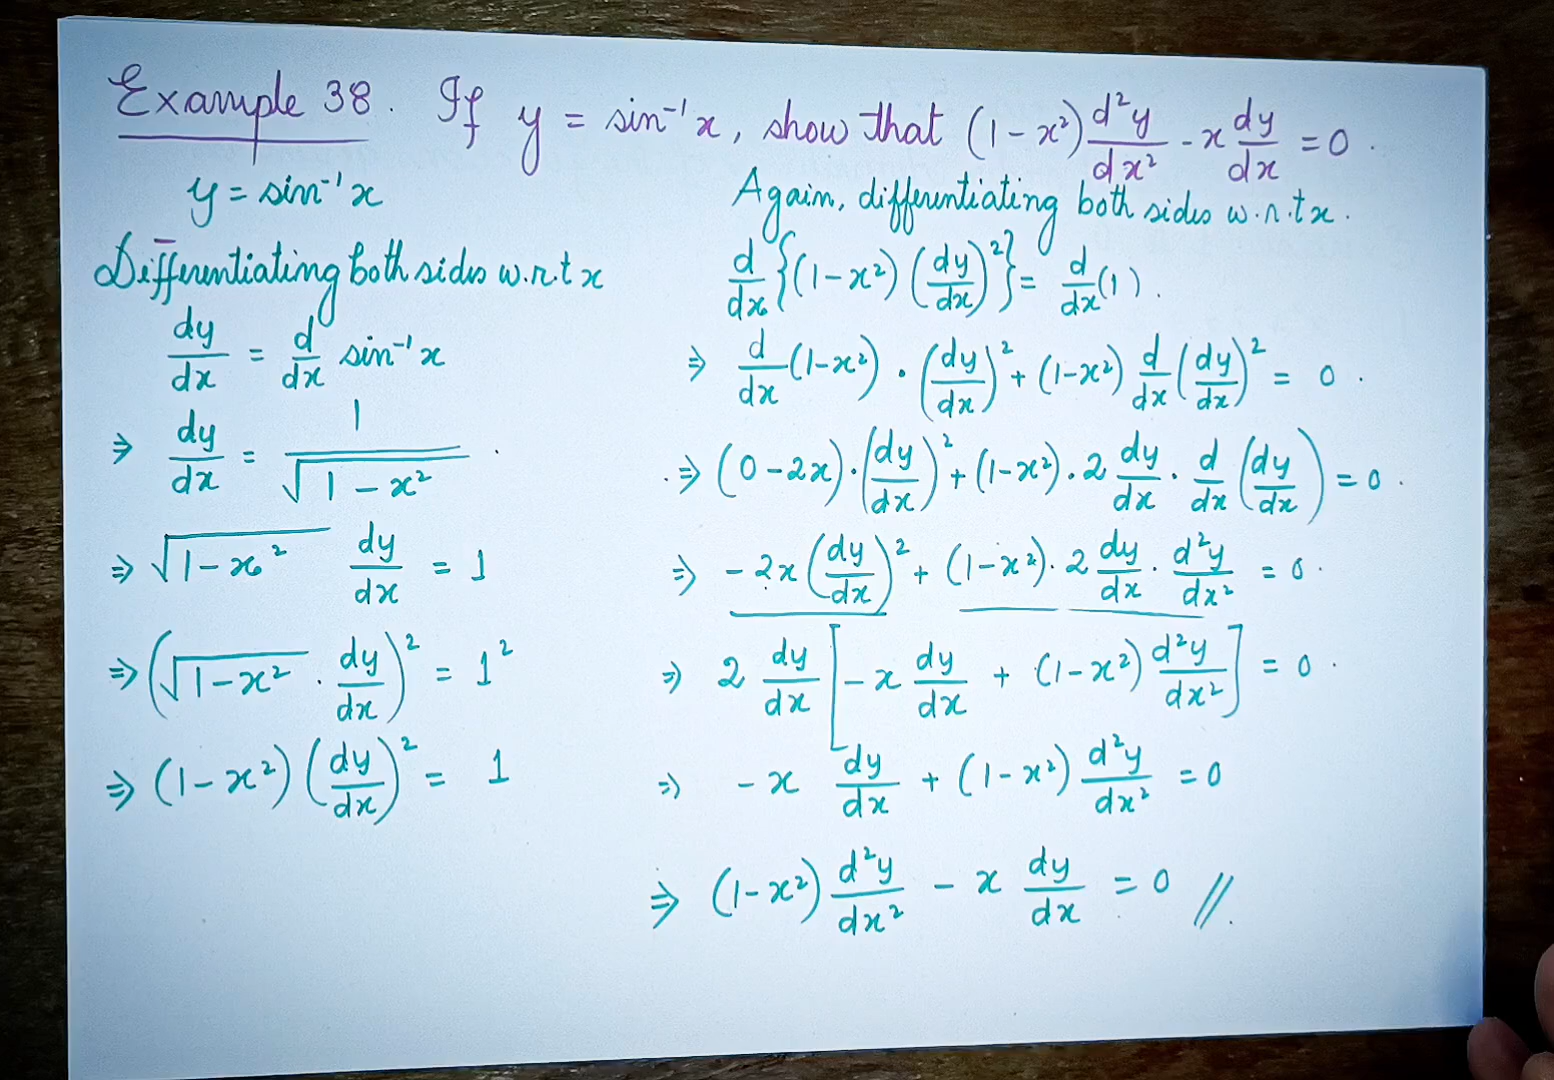 Example 38. If y = sin⁻¹x, show that (1-x²) d²y/dx² - x dy/dx = 0.
y = sin⁻¹x
Differentiating both sides w.r.t x
dy/dx = d/dx sin⁻¹x
⇒ dy/dx = 1/√(1-x²).
⇒ √(1-x²) dy/dx = 1
⇒ (√(1-x²) · dy/dx)² = 1²
⇒ (1-x²) (dy/dx)² = 1
Again, differentiating both sides w.r.t x.
d/dx {(1-x²) (dy/dx)²} = d/dx (1).
⇒ d/dx (1-x²) · (dy/dx)² + (1-x²) d/dx (dy/dx)² = 0.
⇒ (0-2x) · (dy/dx)² + (1-x²) · 2 dy/dx · d/dx (dy/dx) = 0.
⇒ -2x (dy/dx)² + (1-x²) · 2 dy/dx · d²y/dx² = 0.
⇒ 2 dy/dx [-x dy/dx + (1-x²) d²y/dx²] = 0.
⇒ -x dy/dx + (1-x²) d²y/dx² = 0
⇒ (1-x²) d²y/dx² - x dy/dx = 0 //.